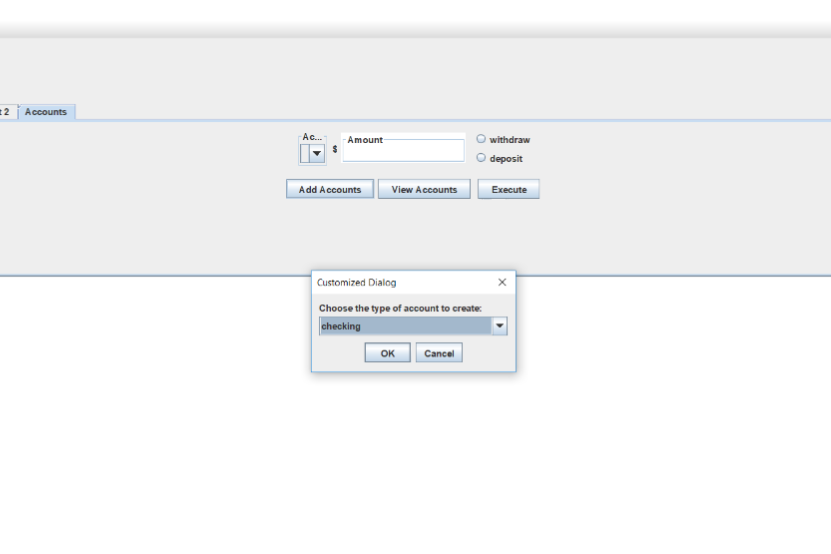 2 Accounts
Ac... Amount withdraw
$
deposit
Add Accounts View Accounts Execute
Customized Dialog
Choose the type of account to create:
checking
OK Cancel